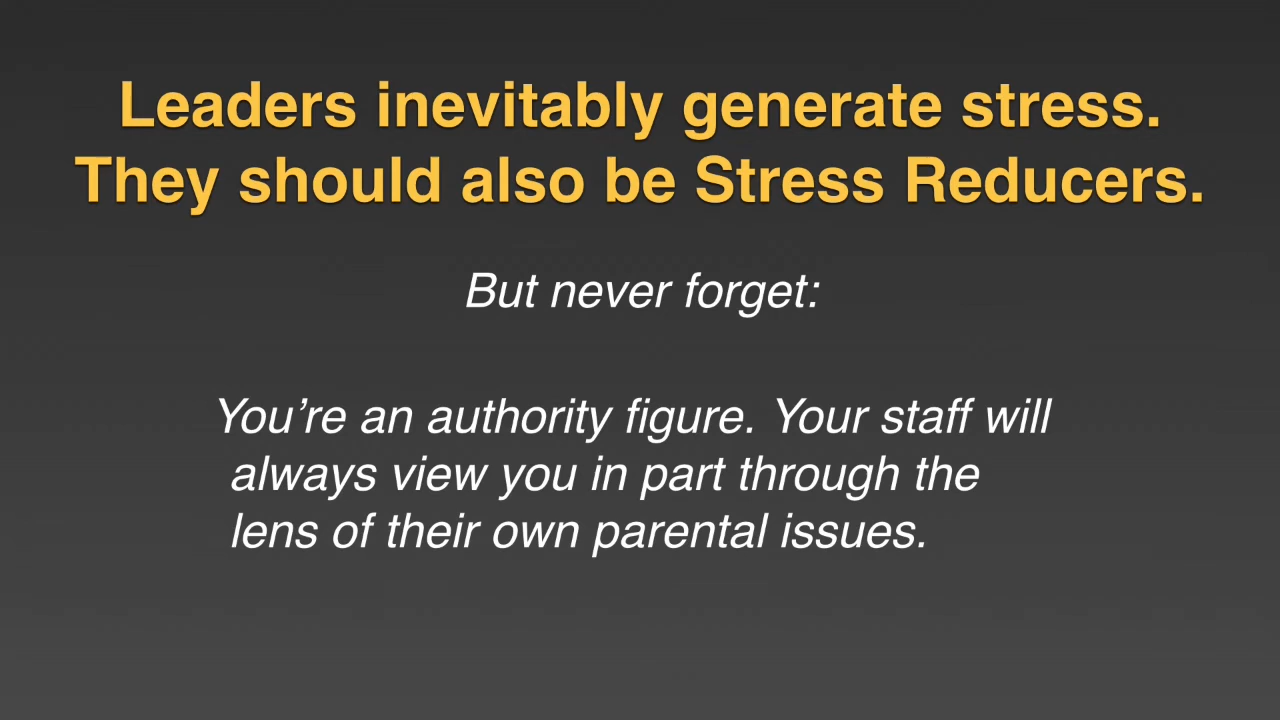 Leaders inevitably generate stress.
They should also be Stress Reducers.
But never forget:
You’re an authority figure. Your staff will
always view you in part through the
lens of their own parental issues.